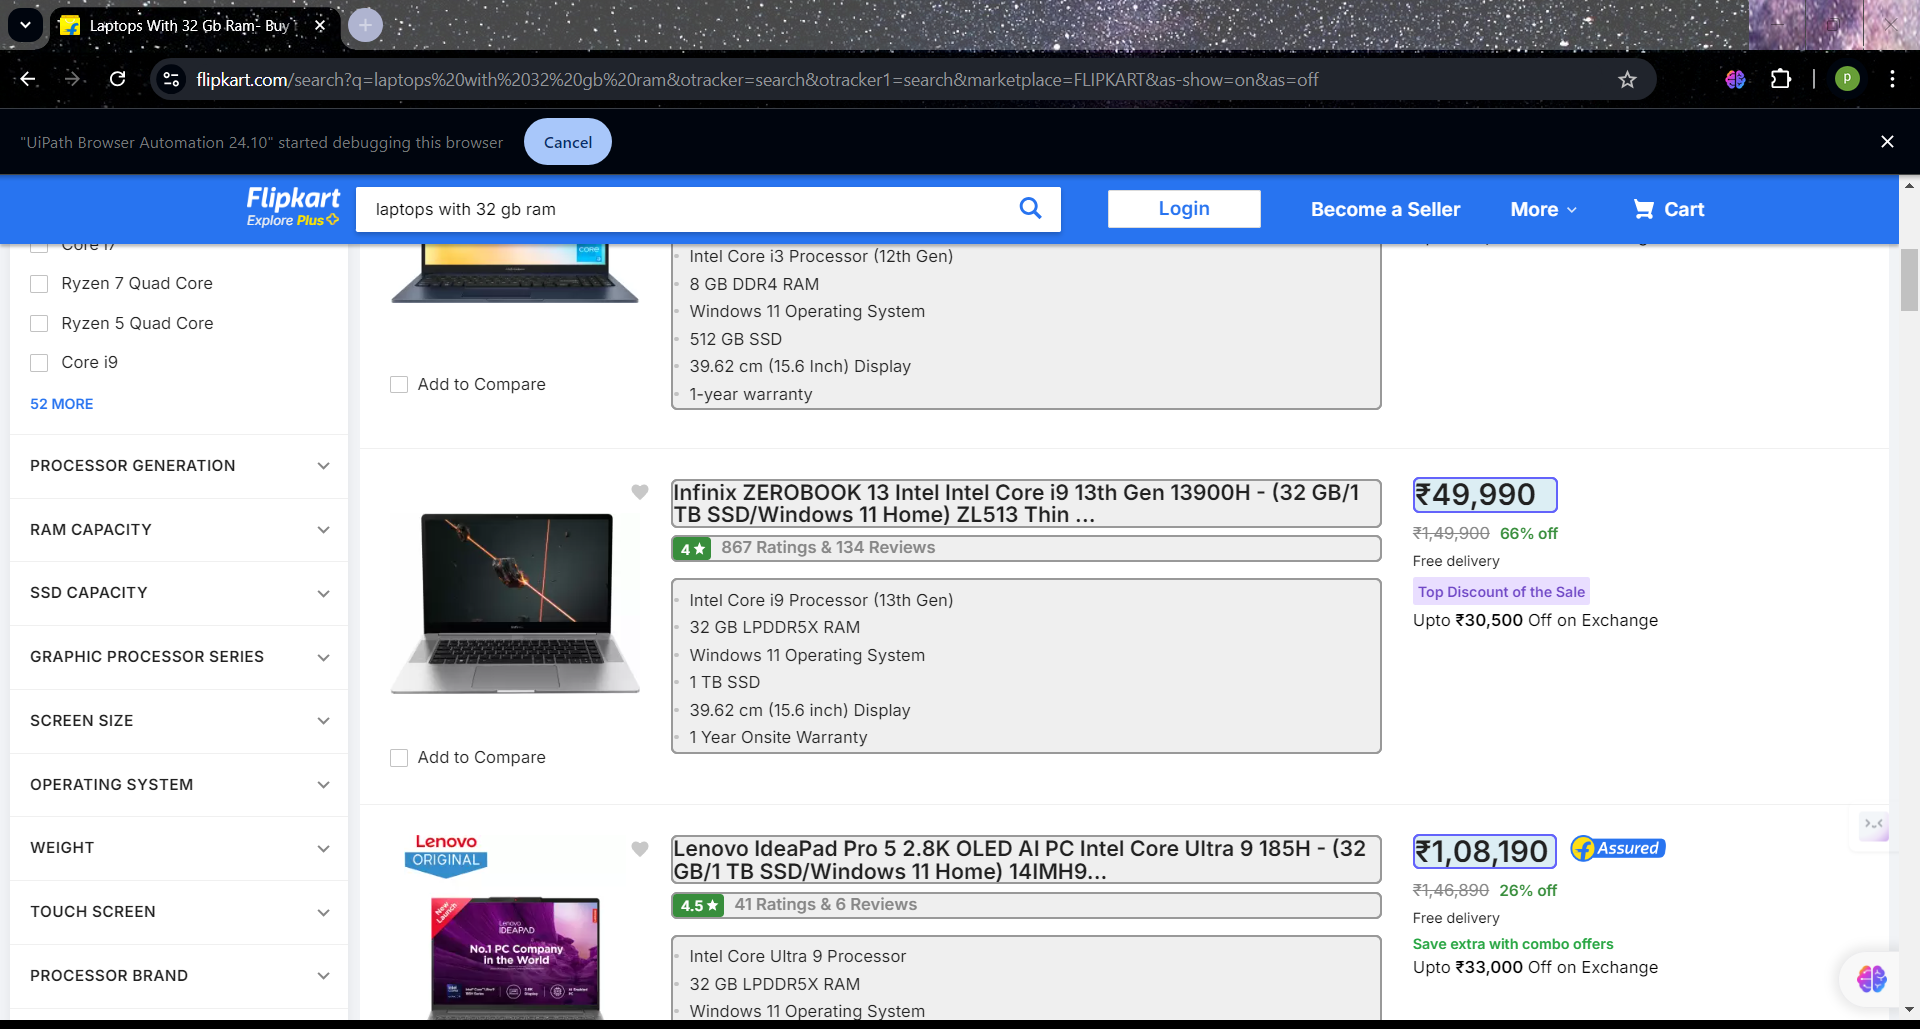 Laptops With 32 Gb Ram- Buy
flipkart.com/search?q=laptops%20with%2032%20gb%20ram&otracker=search&otracker1=search&marketplace=FLIPKART&as-show=on&as=off
p
"UiPath Browser Automation 24.10" started debugging this browser
Cancel
Flipkart
Explore Plus
laptops with 32 gb ram
Login
Become a Seller
More
Cart
Core i7
Ryzen 7 Quad Core
Ryzen 5 Quad Core
Core i9
52 MORE
PROCESSOR GENERATION
RAM CAPACITY
SSD CAPACITY
GRAPHIC PROCESSOR SERIES
SCREEN SIZE
OPERATING SYSTEM
WEIGHT
TOUCH SCREEN
PROCESSOR BRAND
CORE
Add to Compare
Intel Core i3 Processor (12th Gen)
8 GB DDR4 RAM
Windows 11 Operating System
512 GB SSD
39.62 cm (15.6 Inch) Display
1-year warranty
Add to Compare
Infinix ZEROBOOK 13 Intel Intel Core i9 13th Gen 13900H - (32 GB/1
TB SSD/Windows 11 Home) ZL513 Thin ...
4★ 867 Ratings & 134 Reviews
Intel Core i9 Processor (13th Gen)
32 GB LPDDR5X RAM
Windows 11 Operating System
1 TB SSD
39.62 cm (15.6 inch) Display
1 Year Onsite Warranty
₹49,990
₹1,49,900 66% off
Free delivery
Top Discount of the Sale
Upto ₹30,500 Off on Exchange
Lenovo
ORIGINAL
New
Launch
Lenovo
IDEAPAD
No.1 PC Company
in the World
Lenovo IdeaPad Pro 5 2.8K OLED AI PC Intel Core Ultra 9 185H - (32
GB/1 TB SSD/Windows 11 Home) 14IMH9...
4.5★ 41 Ratings & 6 Reviews
Intel Core Ultra 9 Processor
32 GB LPDDR5X RAM
Windows 11 Operating System
₹1,08,190
Assured
₹1,46,890 26% off
Free delivery
Save extra with combo offers
Upto ₹33,000 Off on Exchange